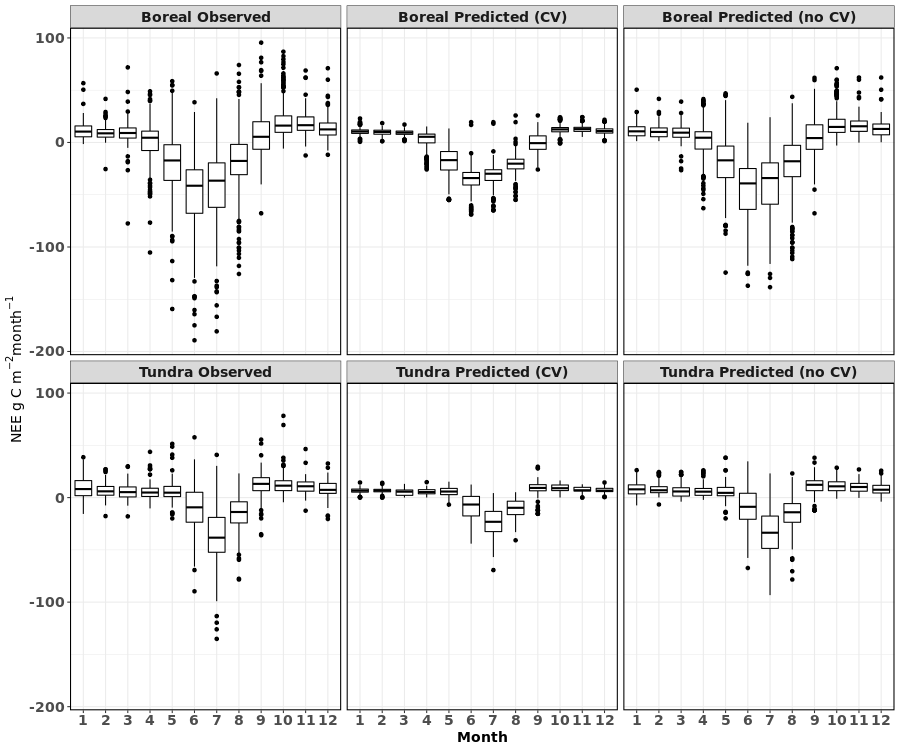 Boreal Observed Boreal Predicted (CV) Boreal Predicted (no CV)
100
0
-100
-200
NEE g C m−2month−1
Tundra Observed Tundra Predicted (CV) Tundra Predicted (no CV)
100
0
-100
-200
1 2 3 4 5 6 7 8 9 10 11 12 1 2 3 4 5 6 7 8 9 10 11 12 1 2 3 4 5 6 7 8 9 10 11 12
Month